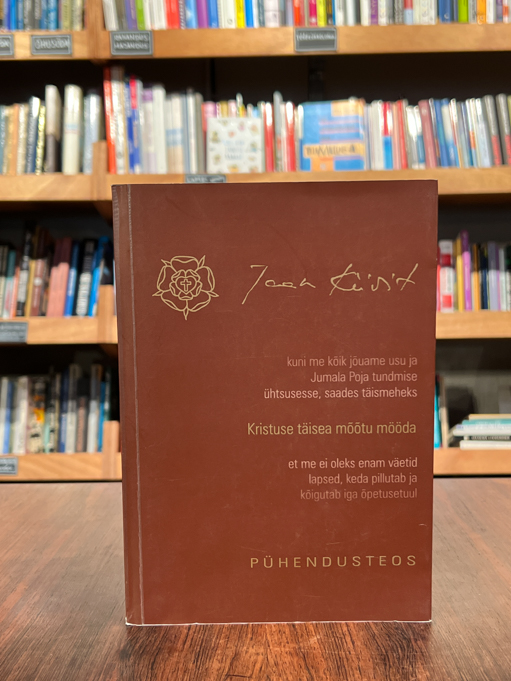 Jaan Kiivit
kuni me kõik jõuame usu ja
Jumala Poja tundmise
ühtsusesse, saades täismeheks
Kristuse täisea mõõtu mööda
et me ei oleks enam väetid
lapsed, keda pillutab ja
kõigutab iga õpetusetuul
PÜHENDUSTEOS